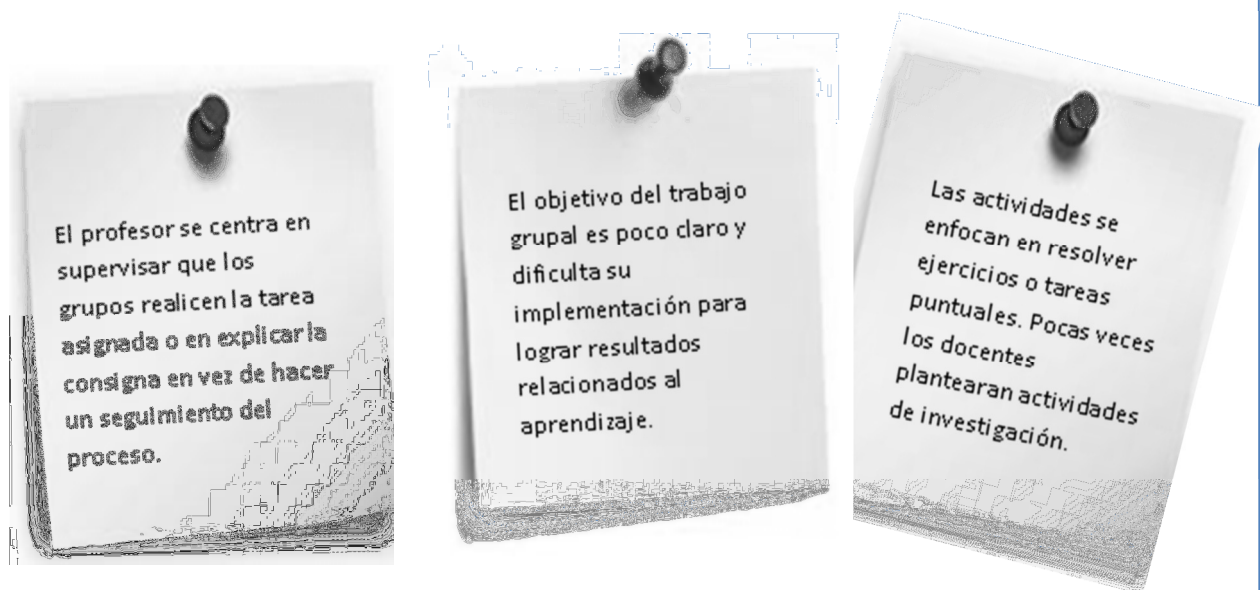 El profesor se centra en
supervisar que los
grupos realicen la tarea
asignada o en explicar la
consigna en vez de hacer
un seguimiento del
proceso.
El objetivo del trabajo
grupal es poco claro y
dificulta su
implementación para
lograr resultados
relacionados al
aprendizaje.
Las actividades se
enfocan en resolver
ejercicios o tareas
puntuales. Pocas veces
los docentes
plantearan actividades
de investigación.